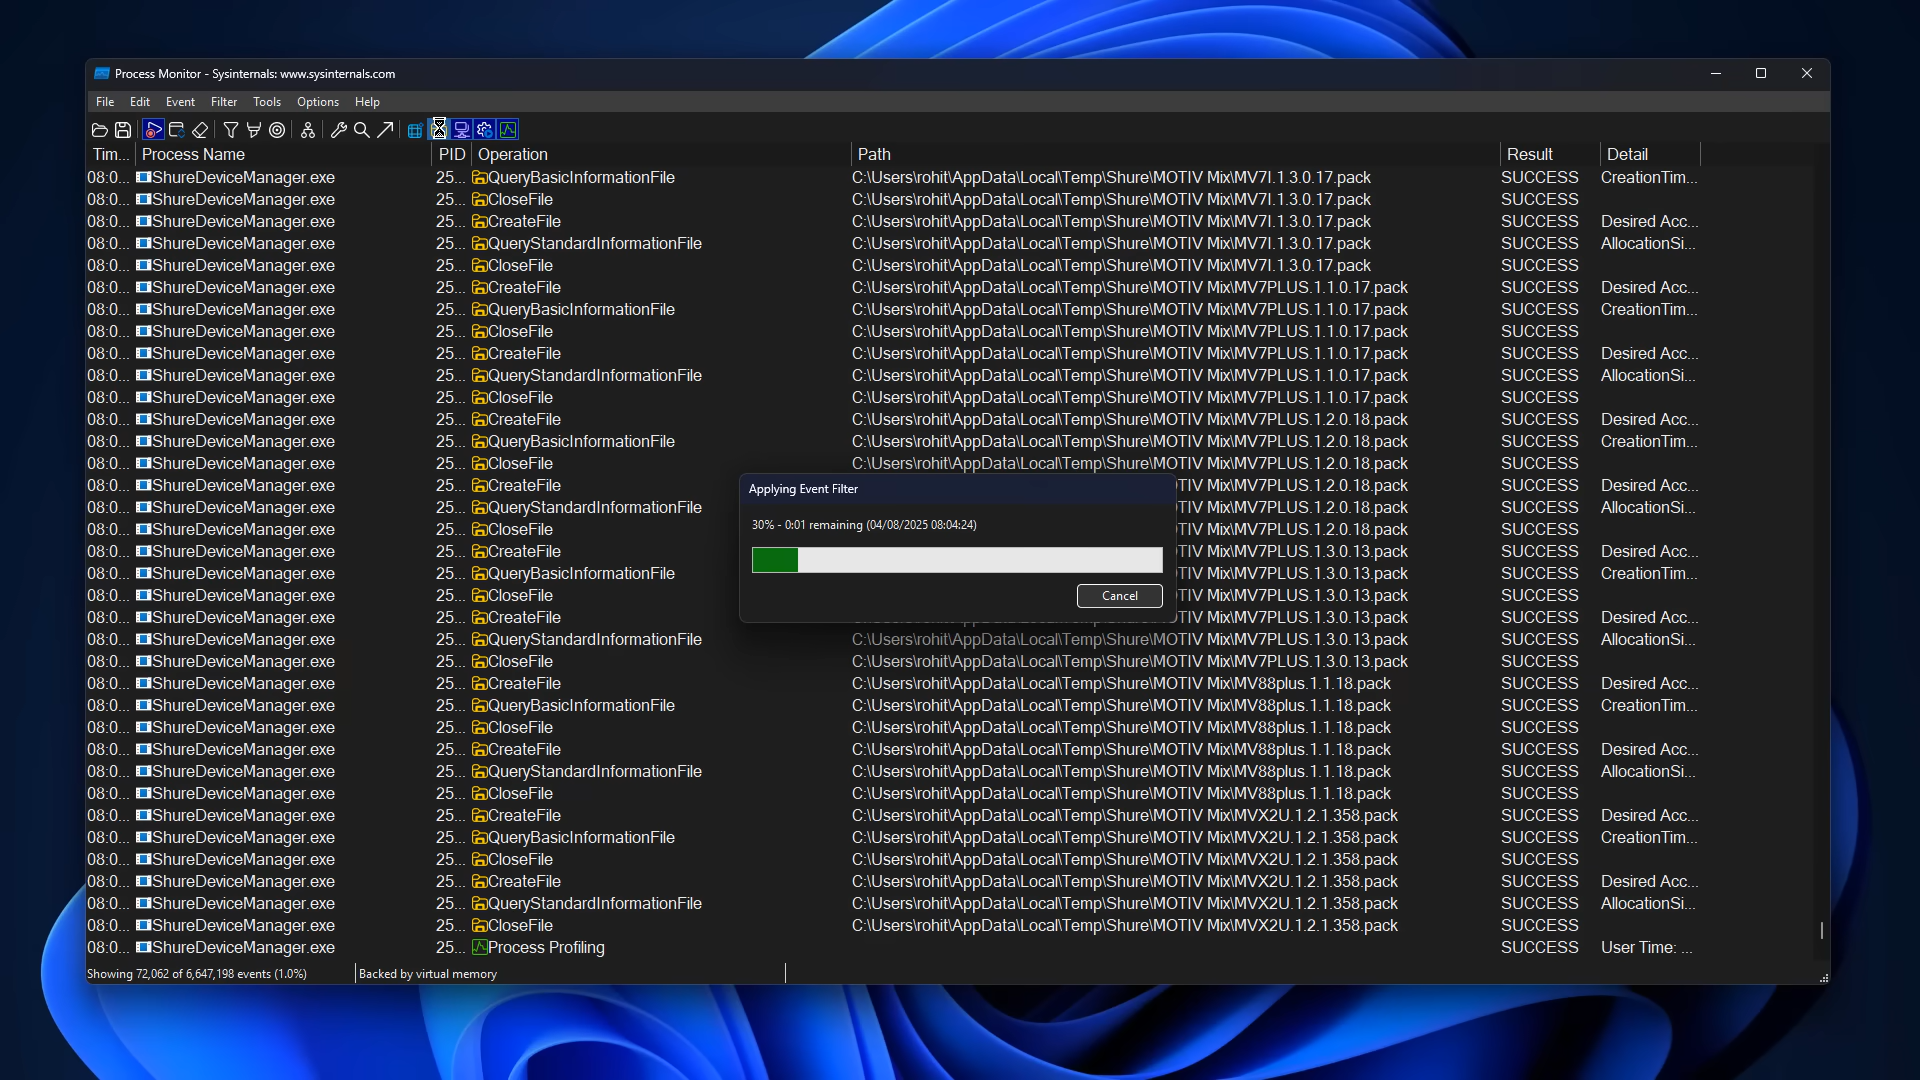 Process Monitor - Sysinternals: www.sysinternals.com
File Edit Event Filter Tools Options Help
Tim... Process Name PID Operation Path Result Detail
08:0... ShureDeviceManager.exe 25... QueryBasicInformationFile C:\Users\rohit\AppData\Local\Temp\Shure\MOTIV Mix\MV7I.1.3.0.17.pack SUCCESS CreationTim...
08:0... ShureDeviceManager.exe 25... CloseFile C:\Users\rohit\AppData\Local\Temp\Shure\MOTIV Mix\MV7I.1.3.0.17.pack SUCCESS
08:0... ShureDeviceManager.exe 25... CreateFile C:\Users\rohit\AppData\Local\Temp\Shure\MOTIV Mix\MV7I.1.3.0.17.pack SUCCESS Desired Acc...
08:0... ShureDeviceManager.exe 25... QueryStandardInformationFile C:\Users\rohit\AppData\Local\Temp\Shure\MOTIV Mix\MV7I.1.3.0.17.pack SUCCESS AllocationSi...
08:0... ShureDeviceManager.exe 25... CloseFile C:\Users\rohit\AppData\Local\Temp\Shure\MOTIV Mix\MV7I.1.3.0.17.pack SUCCESS
08:0... ShureDeviceManager.exe 25... CreateFile C:\Users\rohit\AppData\Local\Temp\Shure\MOTIV Mix\MV7PLUS.1.1.0.17.pack SUCCESS Desired Acc...
08:0... ShureDeviceManager.exe 25... QueryBasicInformationFile C:\Users\rohit\AppData\Local\Temp\Shure\MOTIV Mix\MV7PLUS.1.1.0.17.pack SUCCESS CreationTim...
08:0... ShureDeviceManager.exe 25... CloseFile C:\Users\rohit\AppData\Local\Temp\Shure\MOTIV Mix\MV7PLUS.1.1.0.17.pack SUCCESS
08:0... ShureDeviceManager.exe 25... CreateFile C:\Users\rohit\AppData\Local\Temp\Shure\MOTIV Mix\MV7PLUS.1.1.0.17.pack SUCCESS Desired Acc...
08:0... ShureDeviceManager.exe 25... QueryStandardInformationFile C:\Users\rohit\AppData\Local\Temp\Shure\MOTIV Mix\MV7PLUS.1.1.0.17.pack SUCCESS AllocationSi...
08:0... ShureDeviceManager.exe 25... CloseFile C:\Users\rohit\AppData\Local\Temp\Shure\MOTIV Mix\MV7PLUS.1.1.0.17.pack SUCCESS
08:0... ShureDeviceManager.exe 25... CreateFile C:\Users\rohit\AppData\Local\Temp\Shure\MOTIV Mix\MV7PLUS.1.2.0.18.pack SUCCESS Desired Acc...
08:0... ShureDeviceManager.exe 25... QueryBasicInformationFile C:\Users\rohit\AppData\Local\Temp\Shure\MOTIV Mix\MV7PLUS.1.2.0.18.pack SUCCESS CreationTim...
08:0... ShureDeviceManager.exe 25... CloseFile C:\Users\rohit\AppData\Local\Temp\Shure\MOTIV Mix\MV7PLUS.1.2.0.18.pack SUCCESS
08:0... ShureDeviceManager.exe 25... CreateFile TIV Mix\MV7PLUS.1.2.0.18.pack SUCCESS Desired Acc...
08:0... ShureDeviceManager.exe 25... QueryStandardInformationFile TIV Mix\MV7PLUS.1.2.0.18.pack SUCCESS AllocationSi...
08:0... ShureDeviceManager.exe 25... CloseFile TIV Mix\MV7PLUS.1.2.0.18.pack SUCCESS
08:0... ShureDeviceManager.exe 25... CreateFile TIV Mix\MV7PLUS.1.3.0.13.pack SUCCESS Desired Acc...
08:0... ShureDeviceManager.exe 25... QueryBasicInformationFile TIV Mix\MV7PLUS.1.3.0.13.pack SUCCESS CreationTim...
08:0... ShureDeviceManager.exe 25... CloseFile TIV Mix\MV7PLUS.1.3.0.13.pack SUCCESS
08:0... ShureDeviceManager.exe 25... CreateFile TIV Mix\MV7PLUS.1.3.0.13.pack SUCCESS Desired Acc...
08:0... ShureDeviceManager.exe 25... QueryStandardInformationFile C:\Users\rohit\AppData\Local\Temp\Shure\MOTIV Mix\MV7PLUS.1.3.0.13.pack SUCCESS AllocationSi...
08:0... ShureDeviceManager.exe 25... CloseFile C:\Users\rohit\AppData\Local\Temp\Shure\MOTIV Mix\MV7PLUS.1.3.0.13.pack SUCCESS
08:0... ShureDeviceManager.exe 25... CreateFile C:\Users\rohit\AppData\Local\Temp\Shure\MOTIV Mix\MV88plus.1.1.18.pack SUCCESS Desired Acc...
08:0... ShureDeviceManager.exe 25... QueryBasicInformationFile C:\Users\rohit\AppData\Local\Temp\Shure\MOTIV Mix\MV88plus.1.1.18.pack SUCCESS CreationTim...
08:0... ShureDeviceManager.exe 25... CloseFile C:\Users\rohit\AppData\Local\Temp\Shure\MOTIV Mix\MV88plus.1.1.18.pack SUCCESS
08:0... ShureDeviceManager.exe 25... CreateFile C:\Users\rohit\AppData\Local\Temp\Shure\MOTIV Mix\MV88plus.1.1.18.pack SUCCESS Desired Acc...
08:0... ShureDeviceManager.exe 25... QueryStandardInformationFile C:\Users\rohit\AppData\Local\Temp\Shure\MOTIV Mix\MV88plus.1.1.18.pack SUCCESS AllocationSi...
08:0... ShureDeviceManager.exe 25... CloseFile C:\Users\rohit\AppData\Local\Temp\Shure\MOTIV Mix\MV88plus.1.1.18.pack SUCCESS
08:0... ShureDeviceManager.exe 25... CreateFile C:\Users\rohit\AppData\Local\Temp\Shure\MOTIV Mix\MVX2U.1.2.1.358.pack SUCCESS Desired Acc...
08:0... ShureDeviceManager.exe 25... QueryBasicInformationFile C:\Users\rohit\AppData\Local\Temp\Shure\MOTIV Mix\MVX2U.1.2.1.358.pack SUCCESS CreationTim...
08:0... ShureDeviceManager.exe 25... CloseFile C:\Users\rohit\AppData\Local\Temp\Shure\MOTIV Mix\MVX2U.1.2.1.358.pack SUCCESS
08:0... ShureDeviceManager.exe 25... CreateFile C:\Users\rohit\AppData\Local\Temp\Shure\MOTIV Mix\MVX2U.1.2.1.358.pack SUCCESS Desired Acc...
08:0... ShureDeviceManager.exe 25... QueryStandardInformationFile C:\Users\rohit\AppData\Local\Temp\Shure\MOTIV Mix\MVX2U.1.2.1.358.pack SUCCESS AllocationSi...
08:0... ShureDeviceManager.exe 25... CloseFile C:\Users\rohit\AppData\Local\Temp\Shure\MOTIV Mix\MVX2U.1.2.1.358.pack SUCCESS
08:0... ShureDeviceManager.exe 25... Process Profiling SUCCESS User Time: ...
Applying Event Filter
30% - 0:01 remaining (04/08/2025 08:04:24)
Cancel
Showing 72,062 of 6,647,198 events (1.0%) Backed by virtual memory